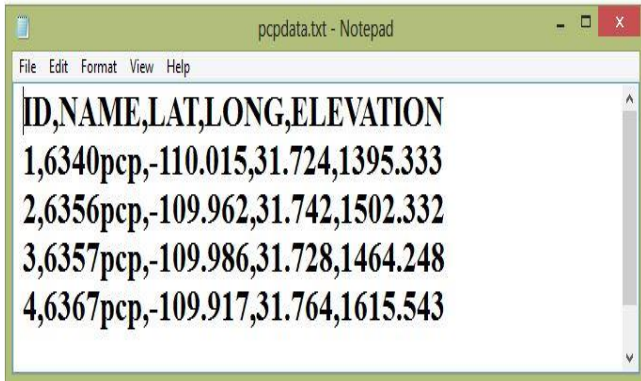 pcpdata.txt - Notepad
File Edit Format View Help
ID,NAME,LAT,LONG,ELEVATION
1,6340pcp,-110.015,31.724,1395.333
2,6356pcp,-109.962,31.742,1502.332
3,6357pcp,-109.986,31.728,1464.248
4,6367pcp,-109.917,31.764,1615.543